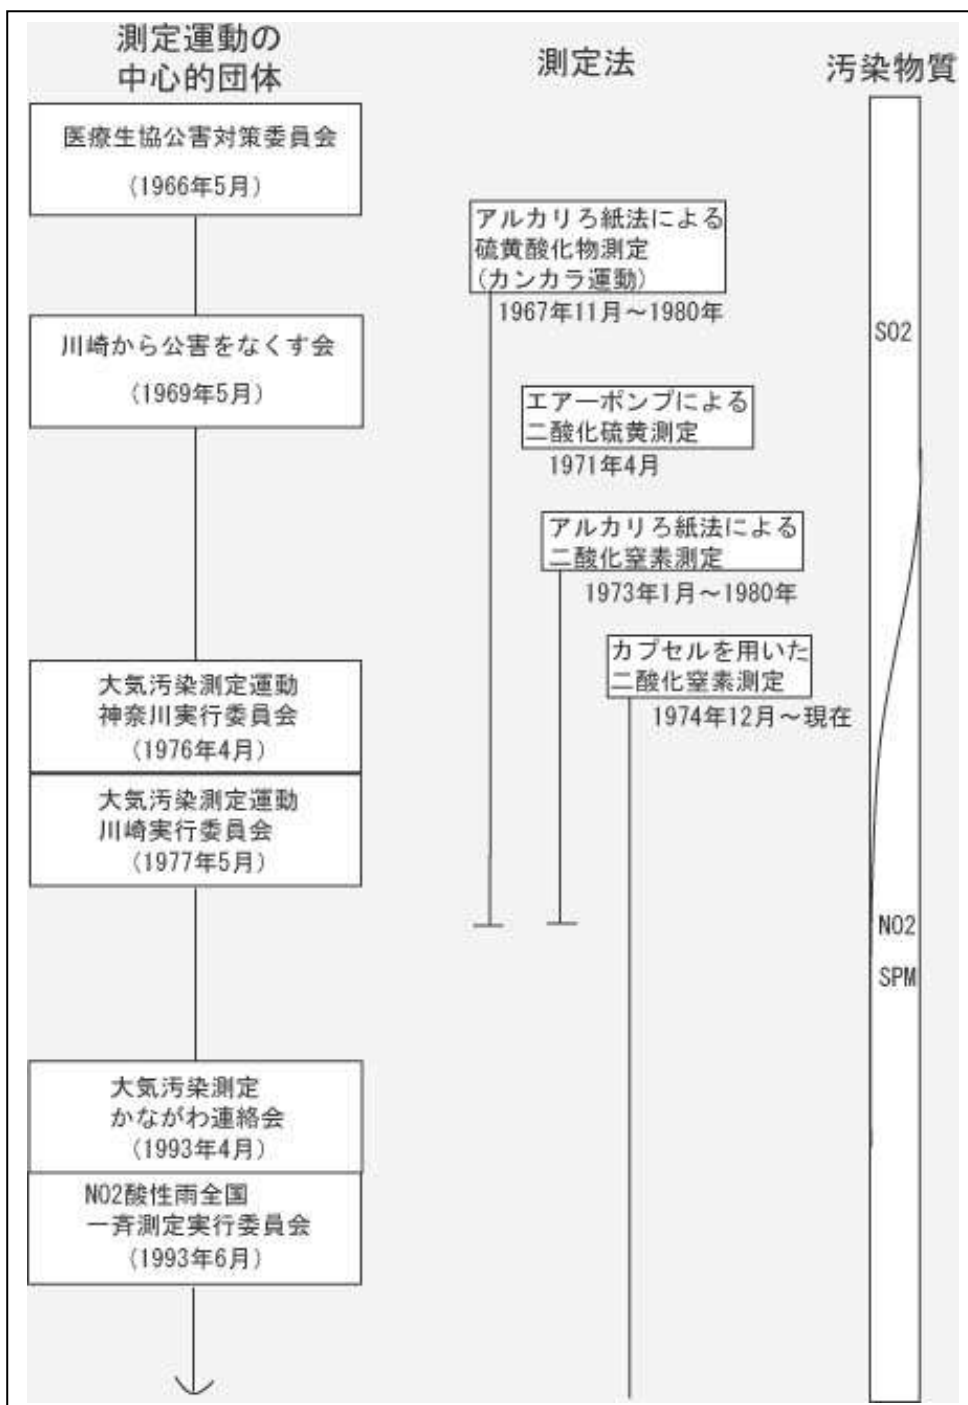 測定運動の
中心的団体
医療生協公害対策委員会
(1966年5月)
川崎から公害をなくす会
(1969年5月)
大気汚染測定運動
神奈川実行委員会
(1976年4月)
大気汚染測定運動
川崎実行委員会
(1977年5月)
大気汚染測定
かながわ連絡会
(1993年4月)
NO2酸性雨全国
一斉測定実行委員会
(1993年6月)
測定法
アルカリろ紙法による
硫黄酸化物測定
(カンカラ運動)
1967年11月～1980年
エアーポンプによる
二酸化硫黄測定
1971年4月
アルカリろ紙法による
二酸化窒素測定
1973年1月～1980年
カプセルを用いた
二酸化窒素測定
1974年12月～現在
汚染物質
SO2
NO2
SPM